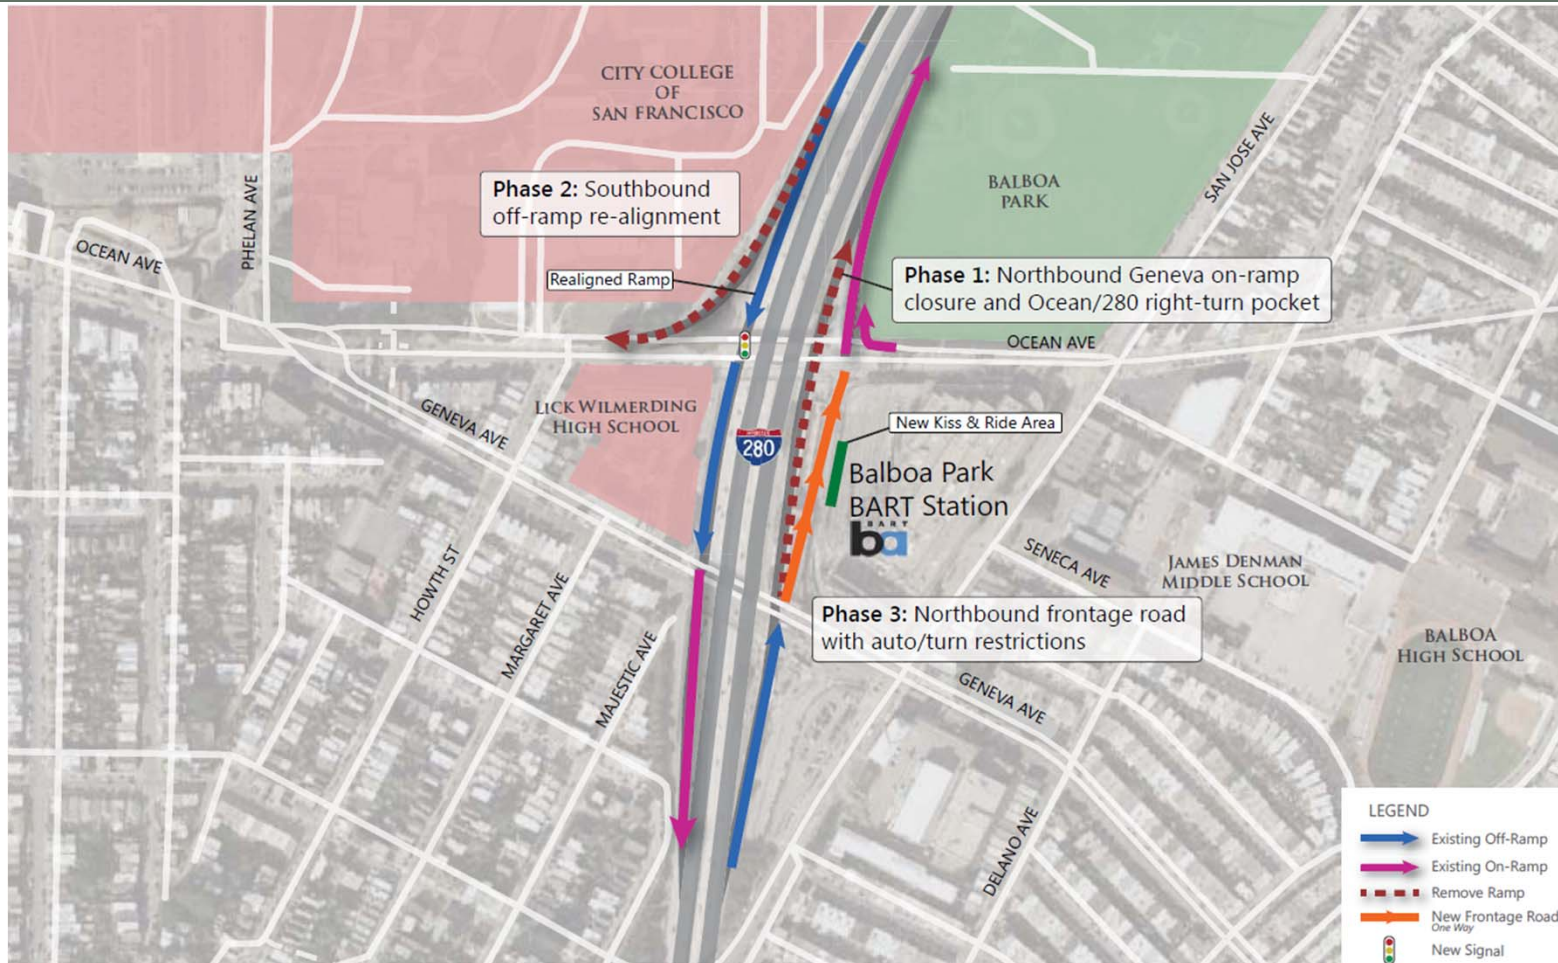 CITY COLLEGE
OF
SAN FRANCISCO
PHELAN AVE
Phase 2: Southbound
off-ramp re-alignment
BALBOA
PARK
SAN JOSE AVE
OCEAN AVE
Realigned Ramp
Phase 1: Northbound Geneva on-ramp
closure and Ocean/280 right-turn pocket
OCEAN AVE
GENEVA AVE
LICK WILMERDING
HIGH SCHOOL
280
New Kiss & Ride Area
Balboa Park
BART Station
BART
ba
HOWTH ST
MARGARET AVE
MAJESTIC AVE
SENECA AVE
JAMES DENMAN
MIDDLE SCHOOL
Phase 3: Northbound frontage road
with auto/turn restrictions
BALBOA
HIGH SCHOOL
GENEVA AVE
DELANO AVE
LEGEND
Existing Off-Ramp
Existing On-Ramp
Remove Ramp
New Frontage Road
One Way
New Signal